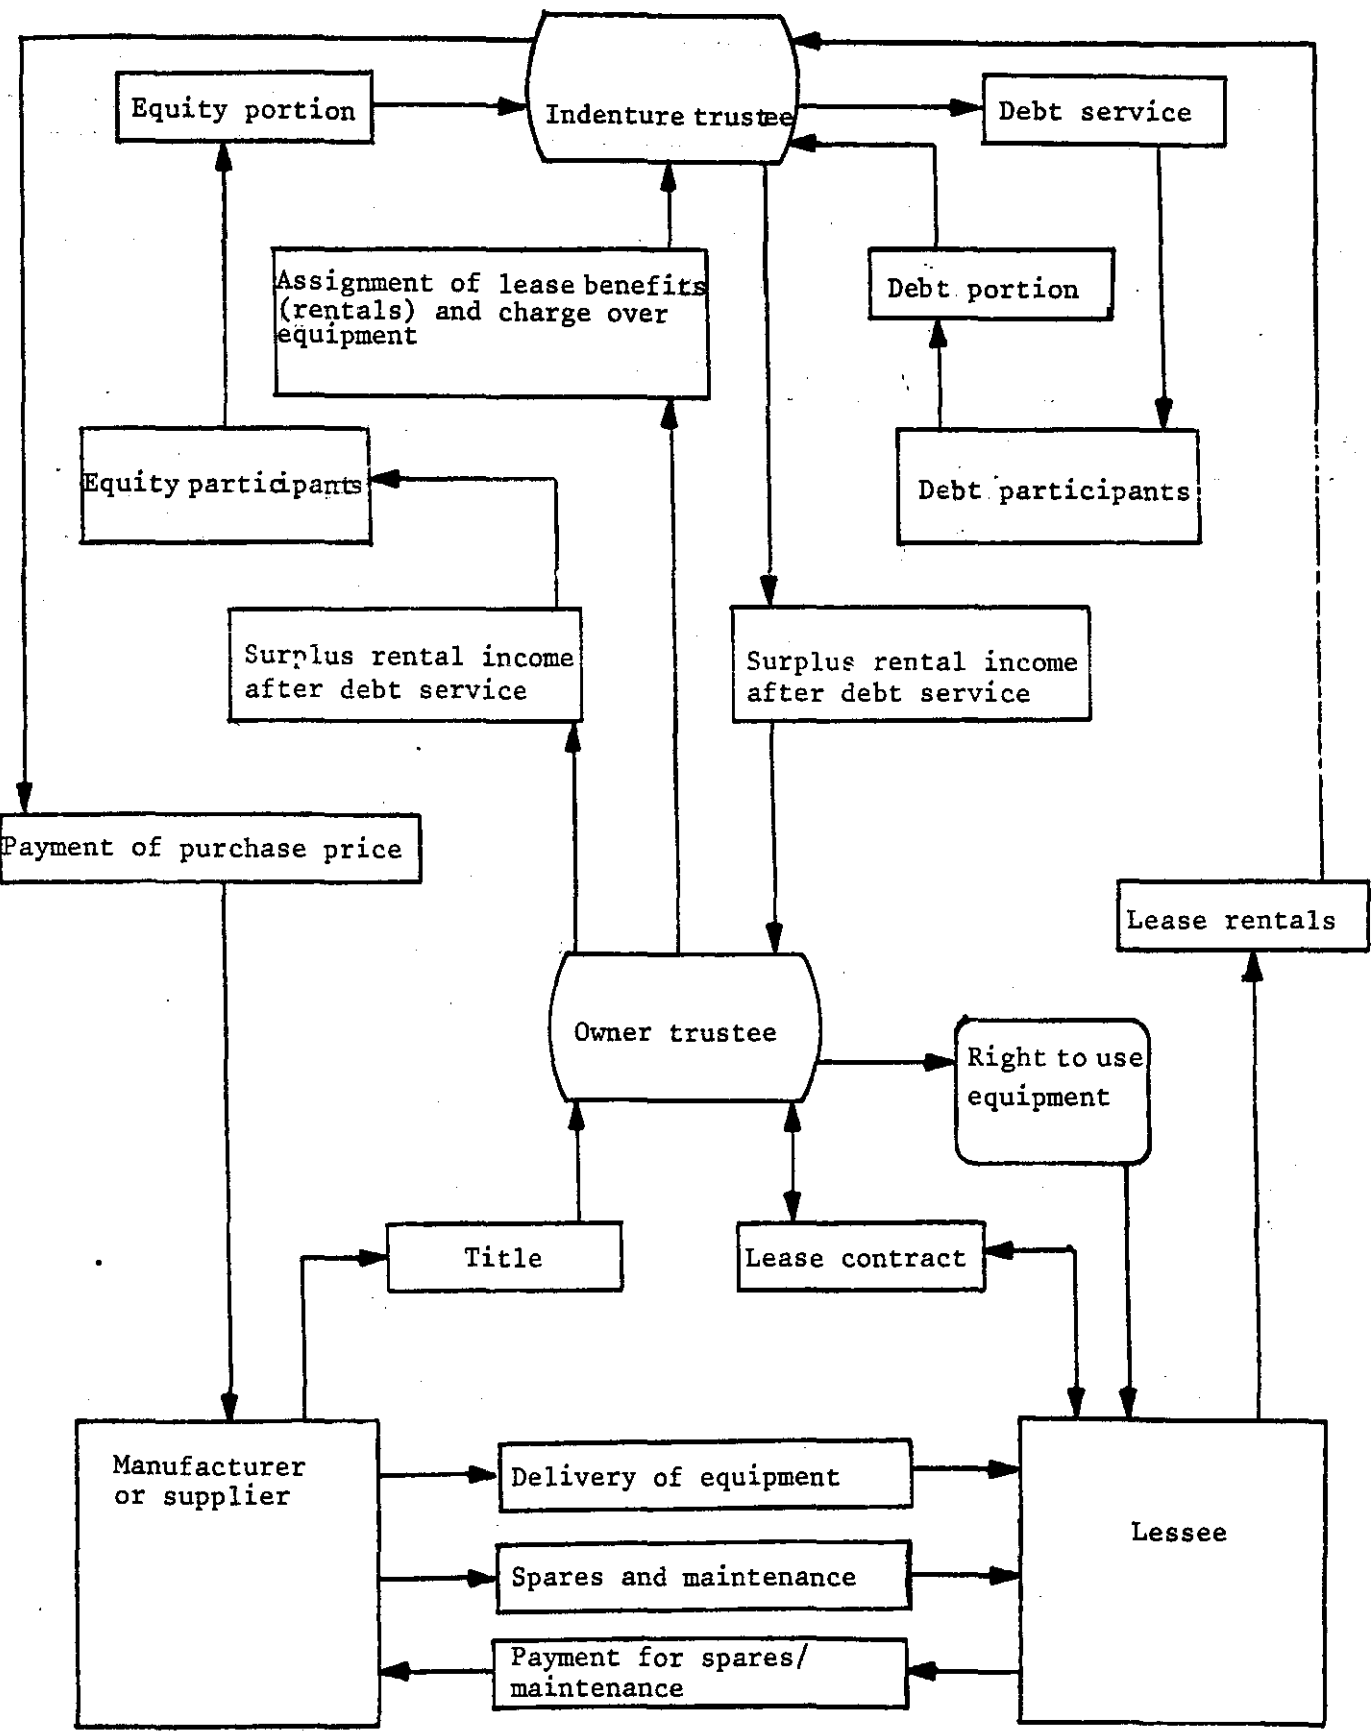 Indenture trustee
Equity portion
Debt service
Assignment of lease benefits
(rentals) and charge over
equipment
Debt portion
Equity participants
Debt participants
Surplus rental income
after debt service
Surplus rental income
after debt service
Payment of purchase price
Lease rentals
Owner trustee
Right to use
equipment
Title
Lease contract
Manufacturer
or supplier
Delivery of equipment
Lessee
Spares and maintenance
Payment for spares/
maintenance